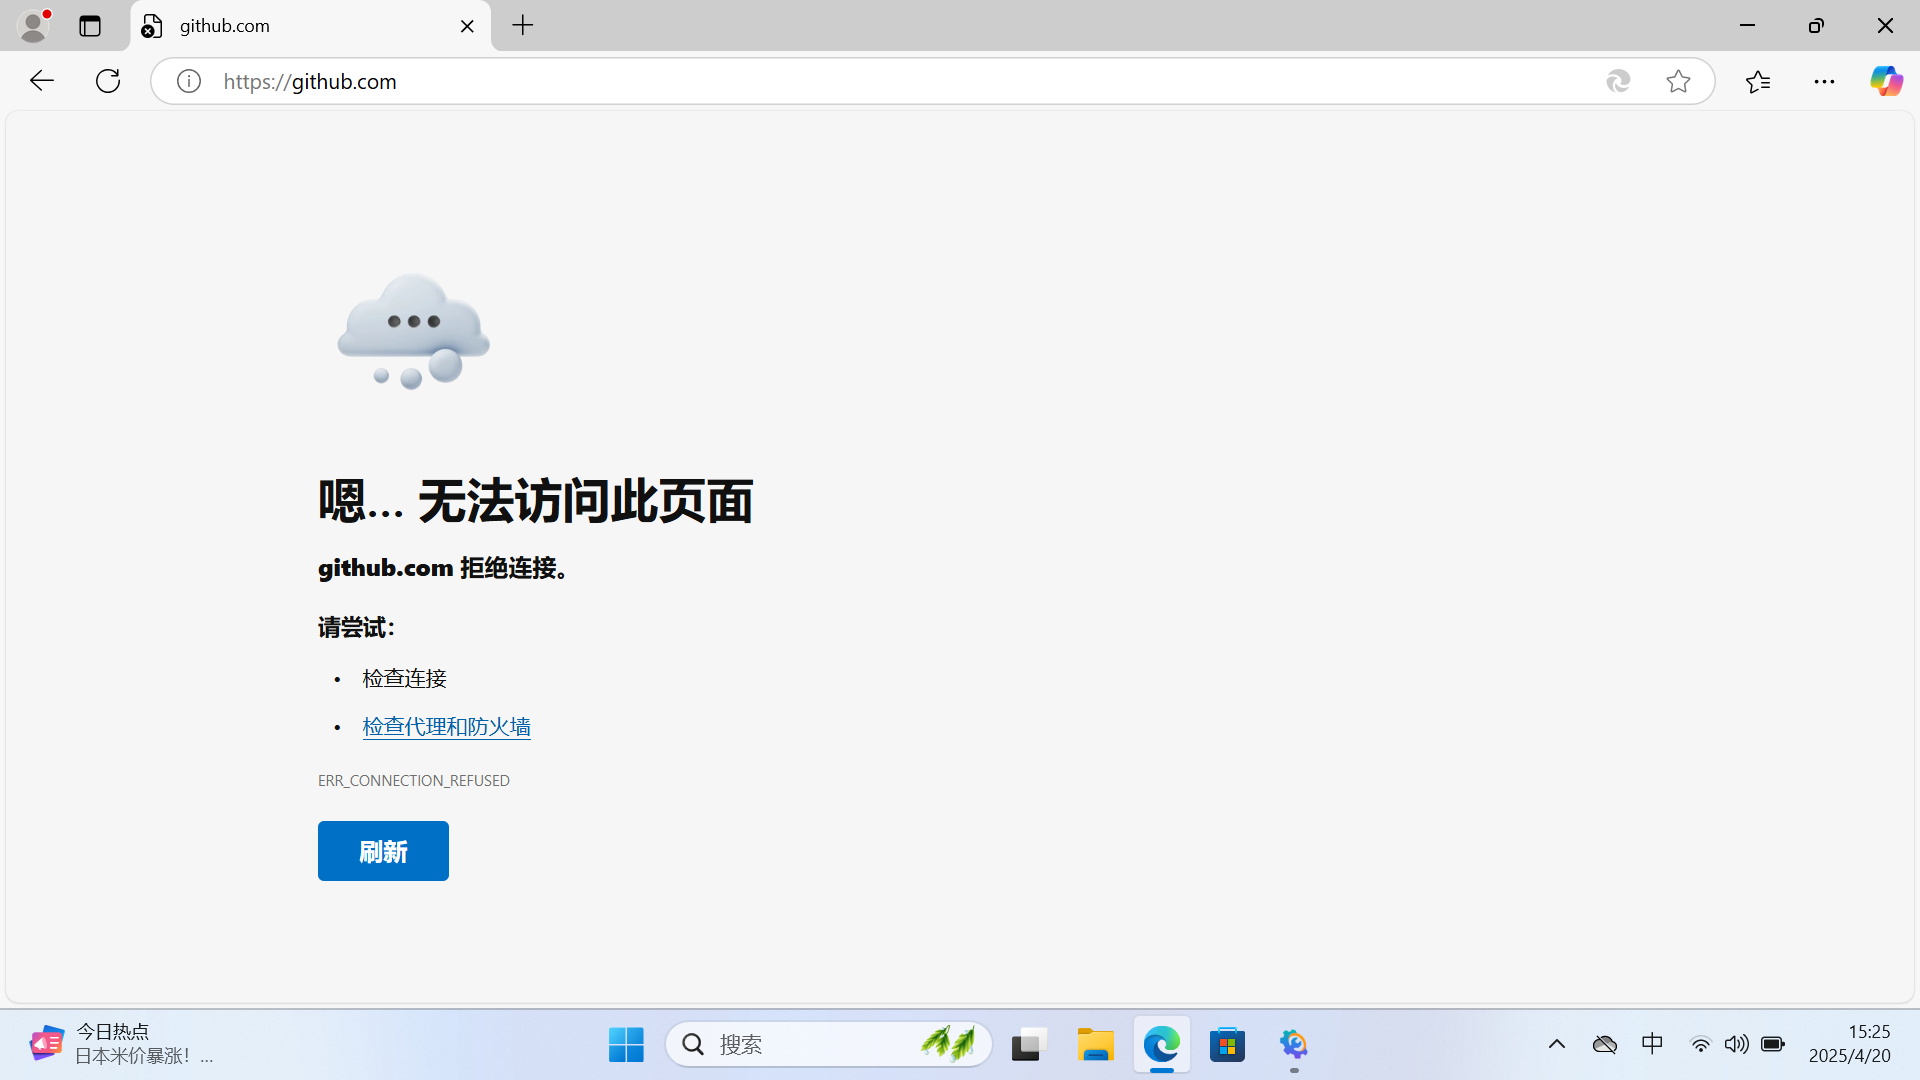 github.com
https://github.com
嗯… 无法访问此页面
github.com 拒绝连接。
请尝试：
• 检查连接
• 检查代理和防火墙
ERR_CONNECTION_REFUSED
刷新
今日热点
日本米价暴涨！...
搜索
中
15:25
2025/4/20